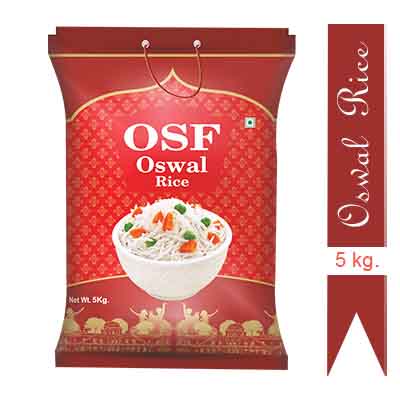 OSF
Oswal
Rice
Net Wt. 5Kg.
Oswal Rice
5 kg.